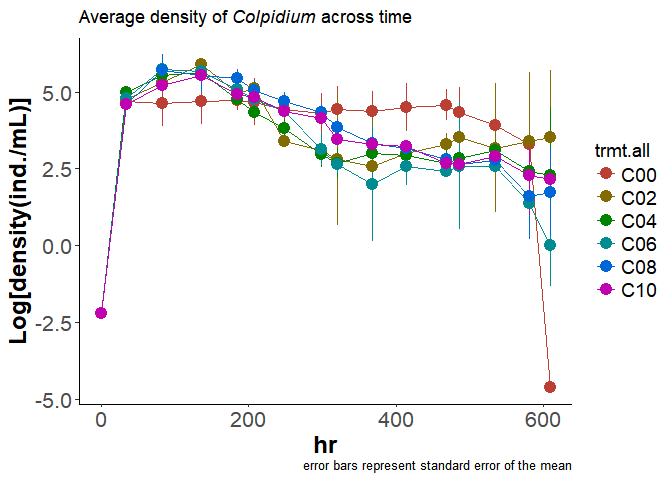 Average density of Colpidium across time
Log[density(ind./mL)]
5.0
2.5
0.0
-2.5
-5.0
0
200
400
600
hr
error bars represent standard error of the mean
trmt.all
C00
C02
C04
C06
C08
C10